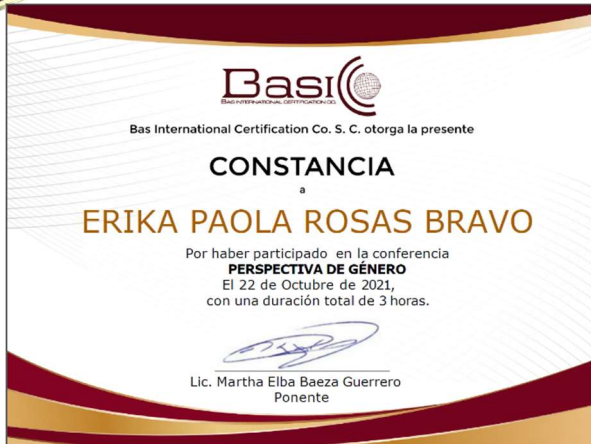 BASIC
BAS INTERNATIONAL CERTIFICATION CO.
Bas International Certification Co. S. C. otorga la presente
CONSTANCIA
a
ERIKA PAOLA ROSAS BRAVO
Por haber participado en la conferencia
PERSPECTIVA DE GÉNERO
El 22 de Octubre de 2021,
con una duración total de 3 horas.
Lic. Martha Elba Baeza Guerrero
Ponente